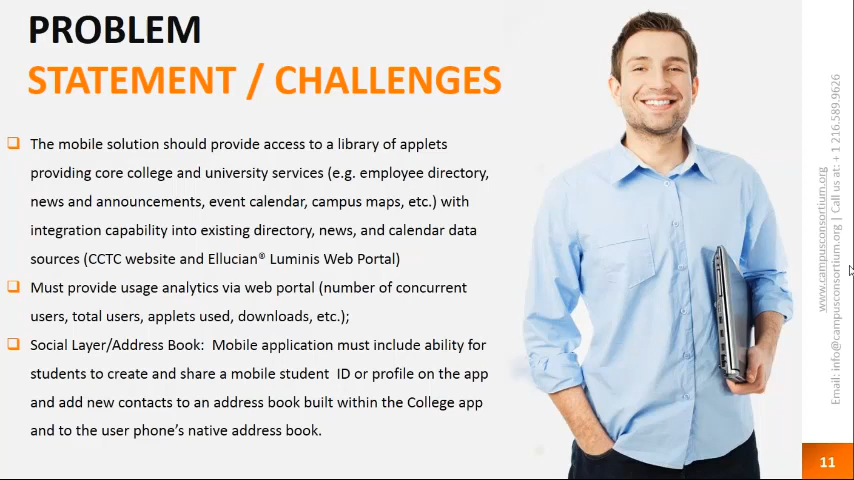 PROBLEM
STATEMENT / CHALLENGES
The mobile solution should provide access to a library of applets
providing core college and university services (e.g. employee directory,
news and announcements, event calendar, campus maps, etc.) with
integration capability into existing directory, news, and calendar data
sources (CCTC website and Ellucian® Luminis Web Portal)
Must provide usage analytics via web portal (number of concurrent
users, total users, applets used, downloads, etc.);
Social Layer/Address Book:  Mobile application must include ability for
students to create and share a mobile student  ID or profile on the app
and add new contacts to an address book built within the College app
and to the user phone's native address book.
www.campusconsortium.org
Email: info@campusconsortium.org | Call us at: + 1 216.589.9626
11